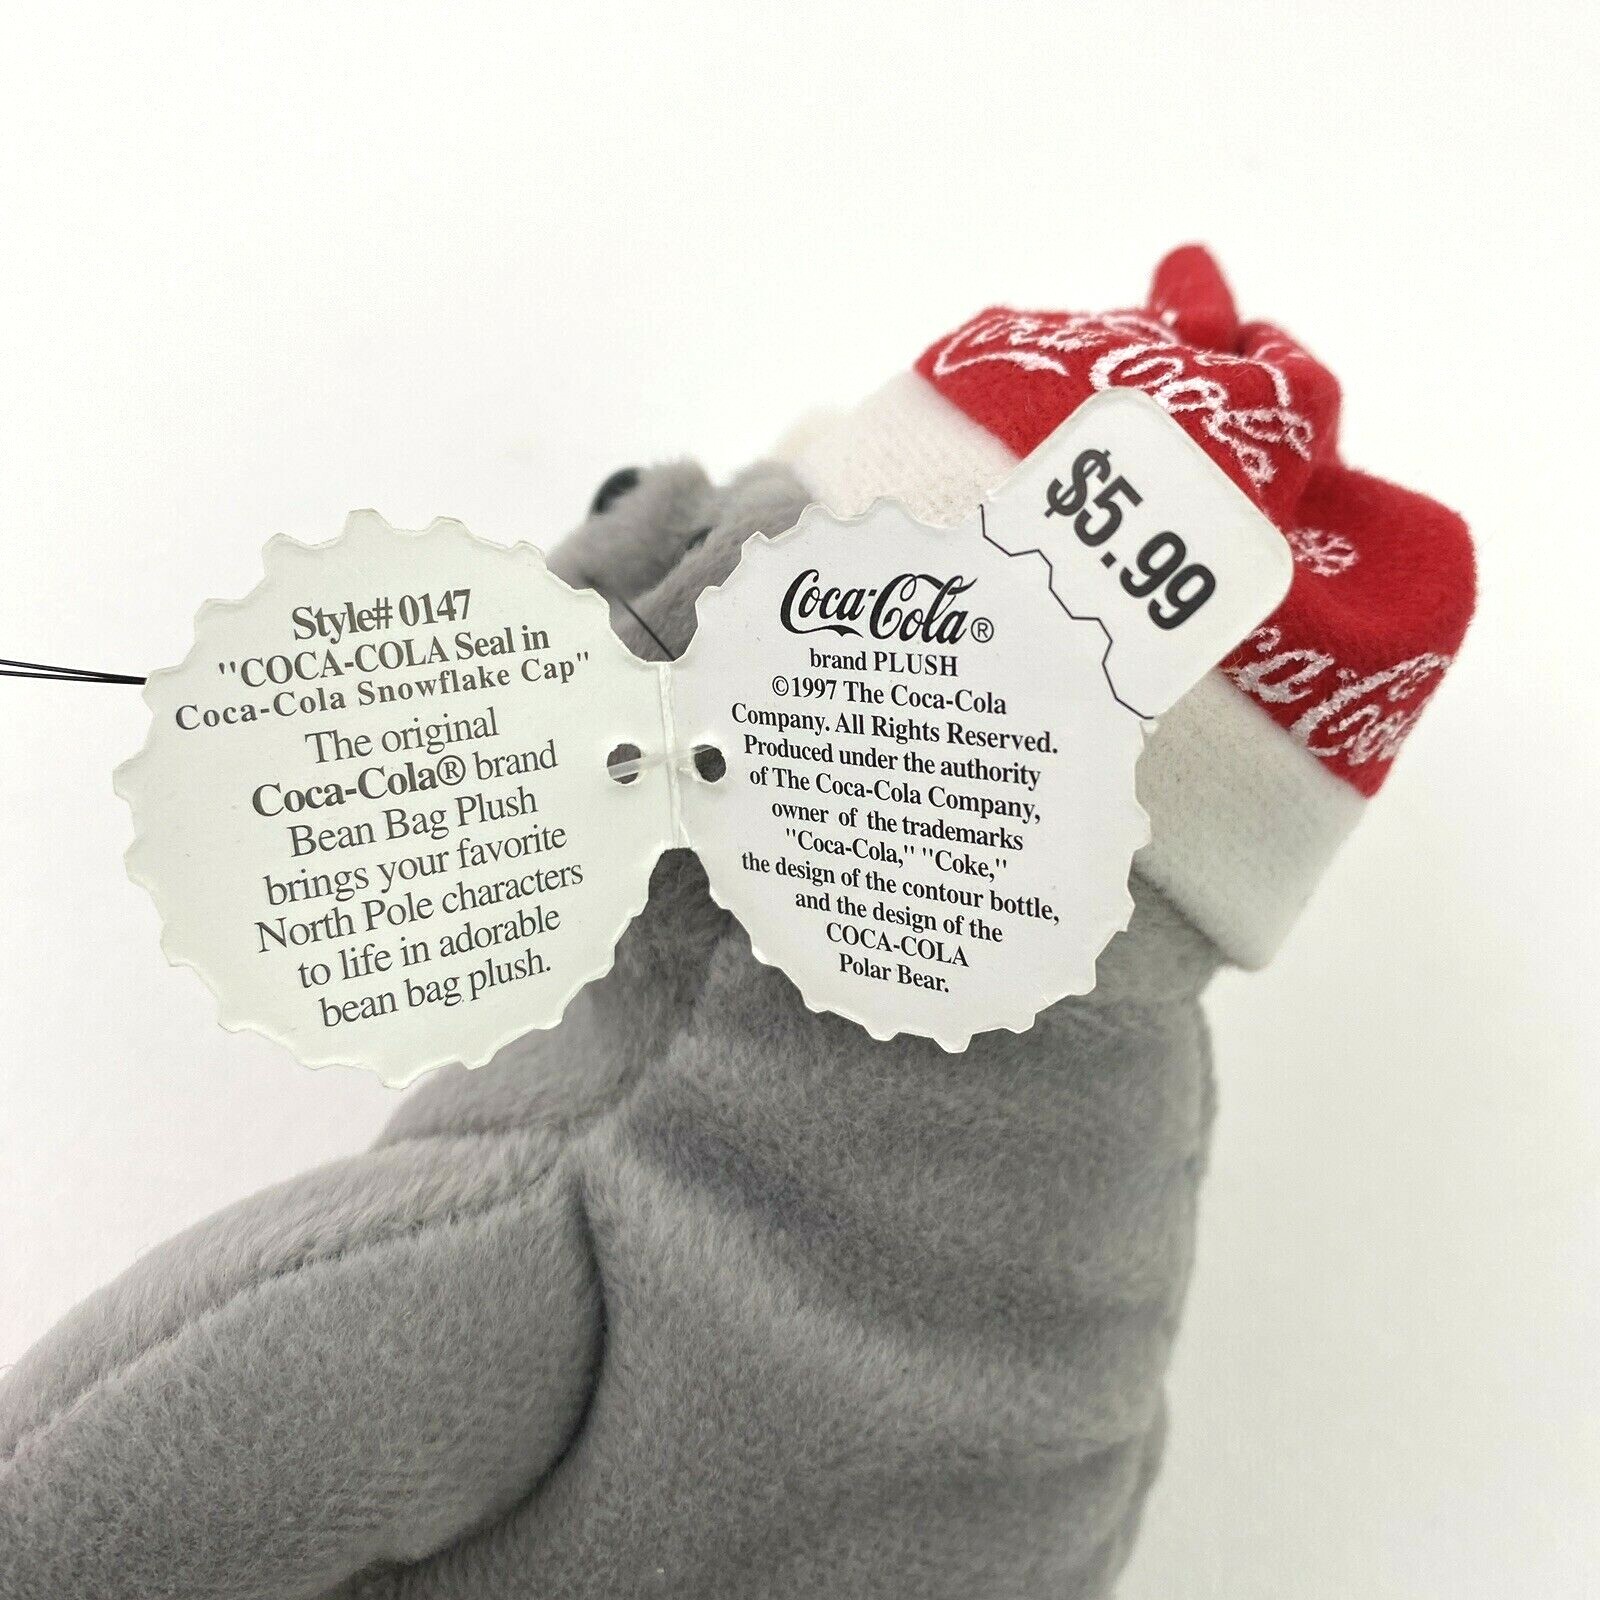 Style# 0147
"COCA-COLA Seal in
Coca-Cola Snowflake Cap"
The original
Coca-Cola® brand
Bean Bag Plush
brings your favorite
North Pole characters
to life in adorable
bean bag plush.
Coca-Cola®
brand PLUSH
©1997 The Coca-Cola
Company. All Rights Reserved.
Produced under the authority
of The Coca-Cola Company,
owner of the trademarks
"Coca-Cola," "Coke,"
the design of the contour bottle,
and the design of the
COCA-COLA
Polar Bear.
$5.99
Coca-Cola